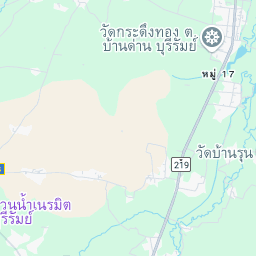 วัดกระดึงทอง ต.
บ้านด่าน บุรีรัมย์
หมู่ 17
วัดบ้านรุน
219
วนน้ำเนรมิต
รีรัมย์